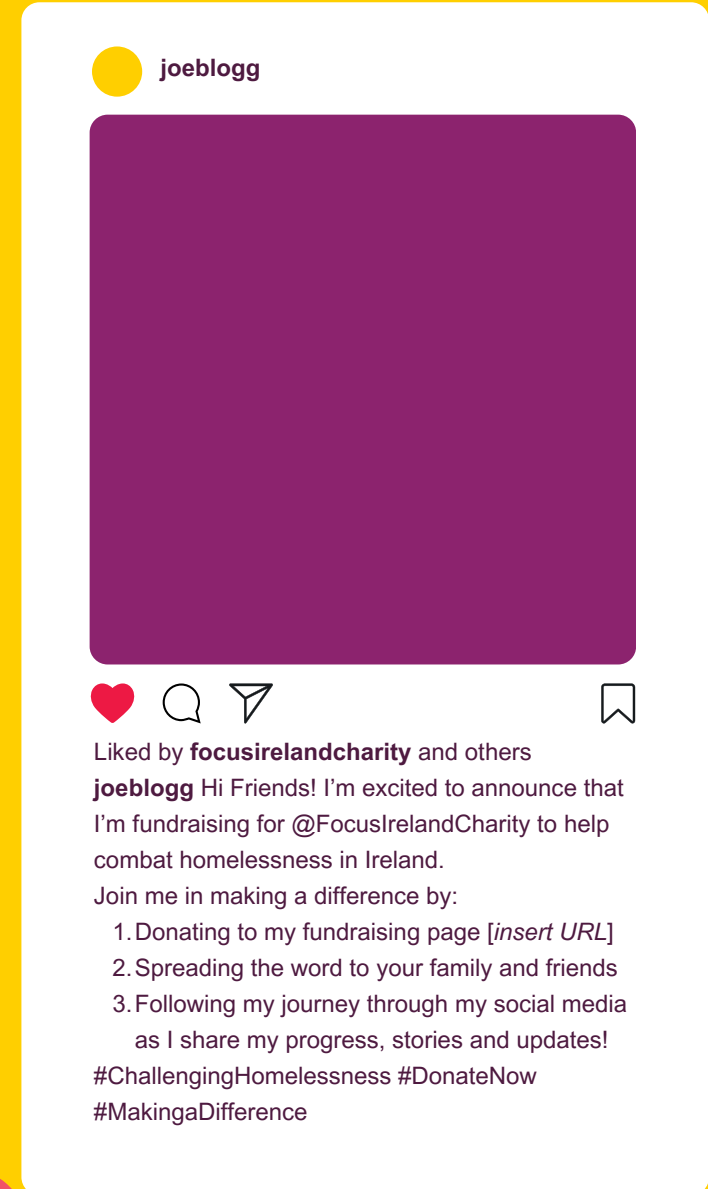 joeblogg
Liked by focusirelandcharity and others
joeblogg Hi Friends! I’m excited to announce that
I’m fundraising for @FocusIrelandCharity to help
combat homelessness in Ireland.
Join me in making a difference by:
1. Donating to my fundraising page [insert URL]
2. Spreading the word to your family and friends
3. Following my journey through my social media
as I share my progress, stories and updates!
#ChallengingHomelessness #DonateNow
#MakingaDifference